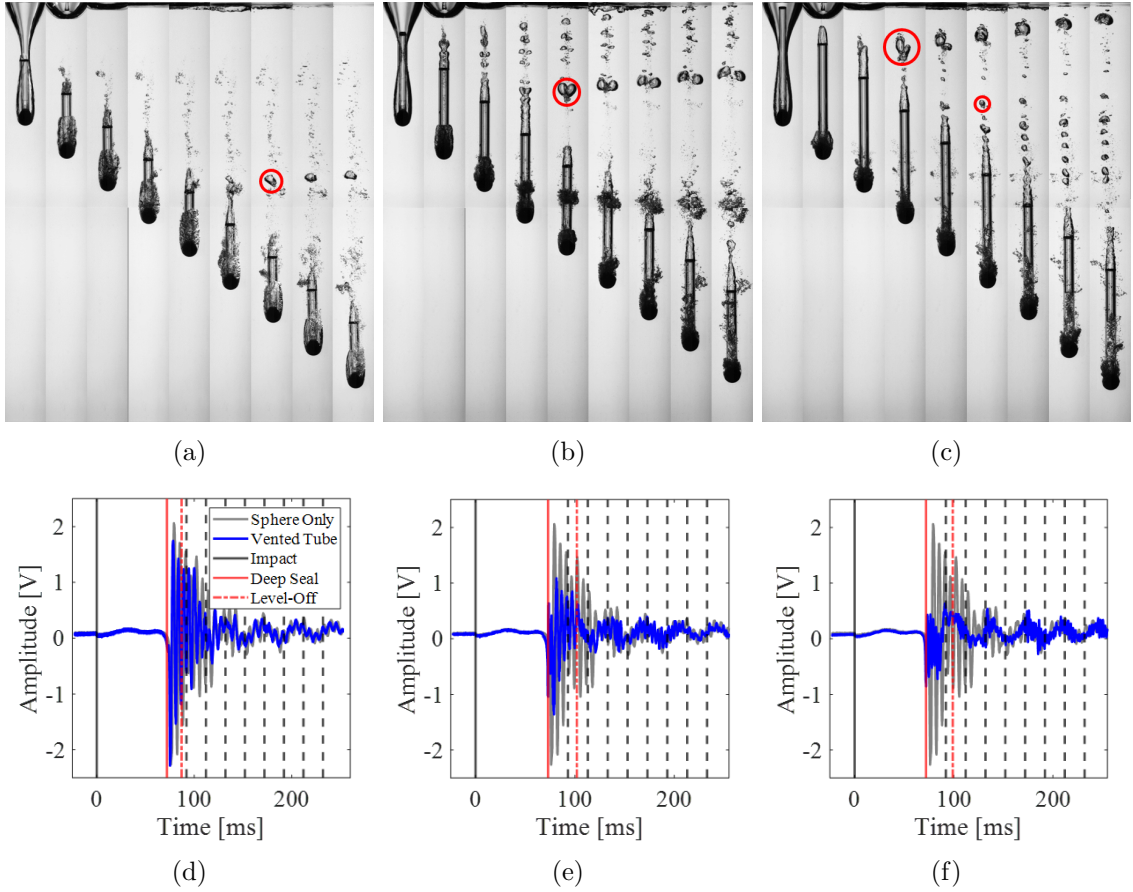 (a) (b) (c)
2
1
0
-1
-2
Amplitude [V]
0 100 200
Time [ms]
Sphere Only
Vented Tube
Impact
Deep Seal
Level-Off
(d)
2
1
0
-1
-2
Amplitude [V]
0 100 200
Time [ms]
(e)
2
1
0
-1
-2
Amplitude [V]
0 100 200
Time [ms]
(f)